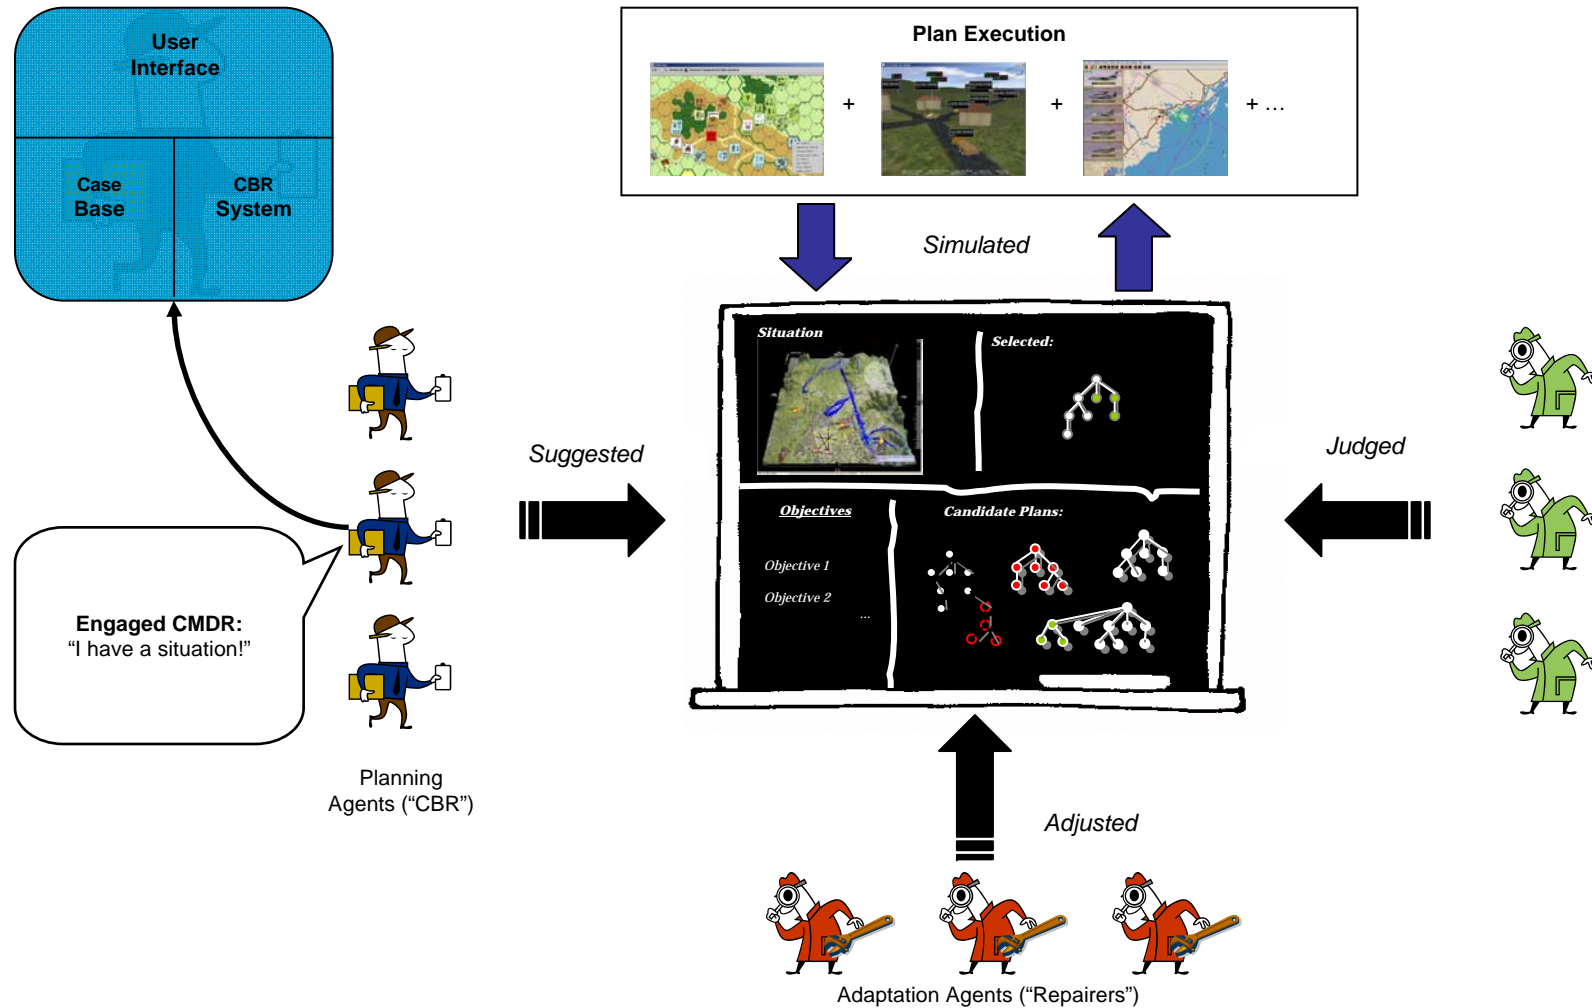 User
Interface
Case
Base
CBR
System
Plan Execution
+
+
+ ...
Simulated
Situation
Selected:
Suggested
Judged
Objectives
Candidate Plans:
Objective 1
Objective 2
...
Engaged CMDR:
“I have a situation!”
Planning
Agents (“CBR”)
Adjusted
Adaptation Agents (“Repairers”)